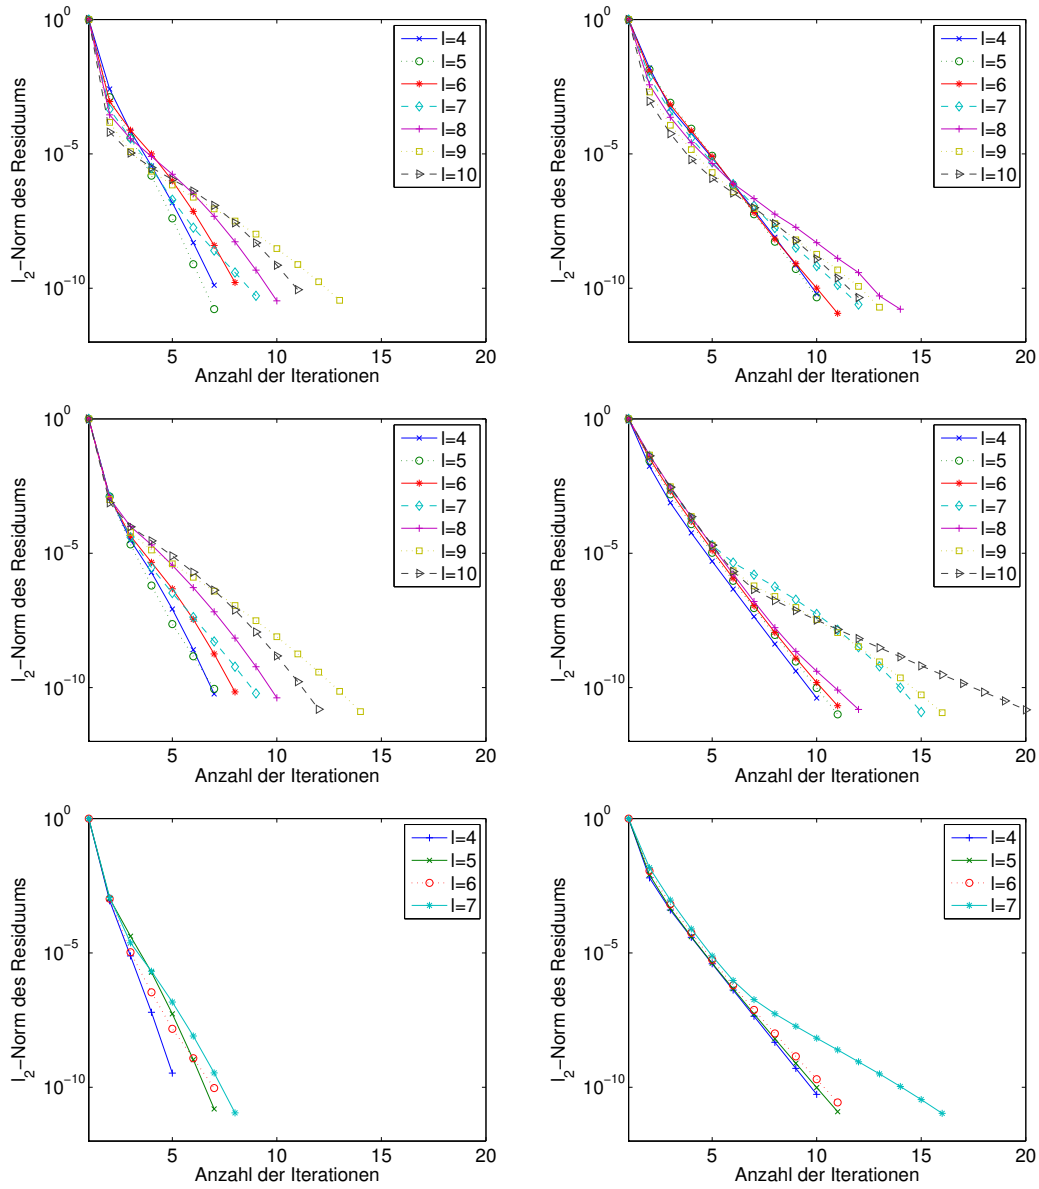 10^0
10^−5
10^−10
5
10
15
20
Anzahl der Iterationen
l_2−Norm des Residuums
l=4
l=5
l=6
l=7
l=8
l=9
l=10
10^0
10^−5
10^−10
5
10
15
20
Anzahl der Iterationen
l_2−Norm des Residuums
l=4
l=5
l=6
l=7
l=8
l=9
l=10
10^0
10^−5
10^−10
5
10
15
20
Anzahl der Iterationen
l_2−Norm des Residuums
l=4
l=5
l=6
l=7
l=8
l=9
l=10
10^0
10^−5
10^−10
5
10
15
20
Anzahl der Iterationen
l_2−Norm des Residuums
l=4
l=5
l=6
l=7
l=8
l=9
l=10
10^0
10^−5
10^−10
5
10
15
20
Anzahl der Iterationen
l_2−Norm des Residuums
l=4
l=5
l=6
l=7
10^0
10^−5
10^−10
5
10
15
20
Anzahl der Iterationen
l_2−Norm des Residuums
l=4
l=5
l=6
l=7